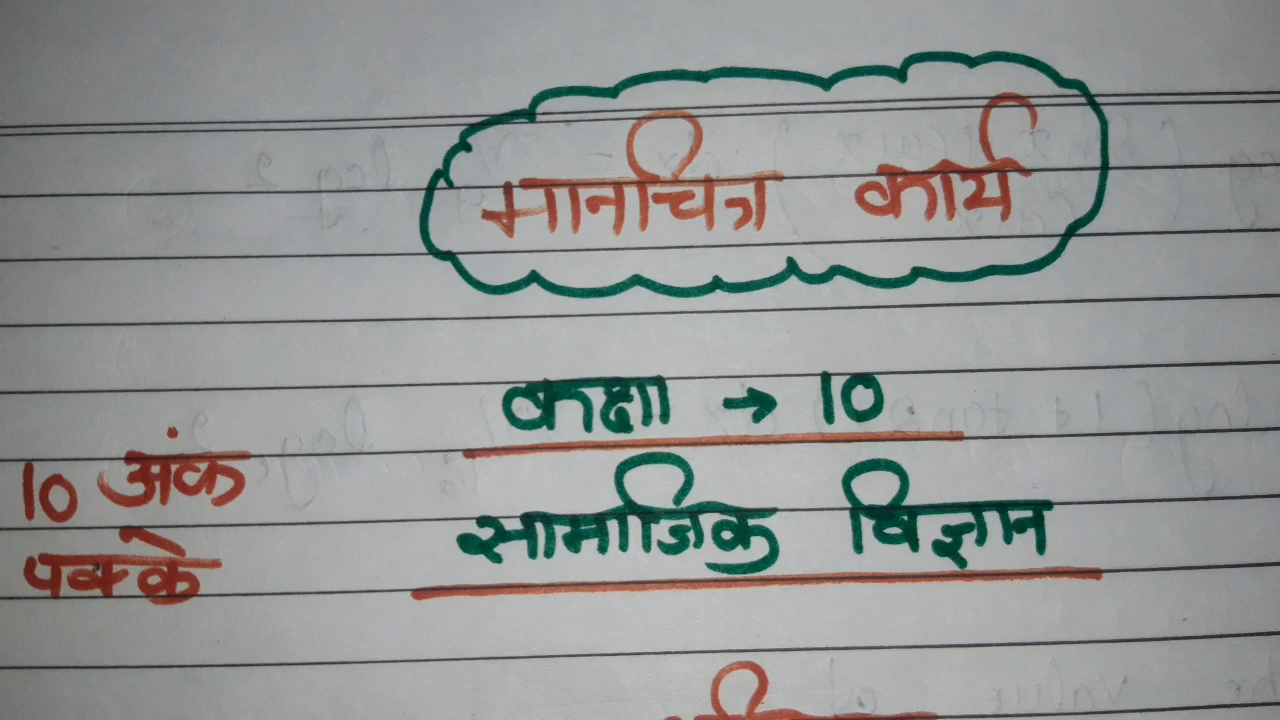 मानचित्र कार्य
कक्षा → 10
10 अंक
पक्के
सामाजिक विज्ञान